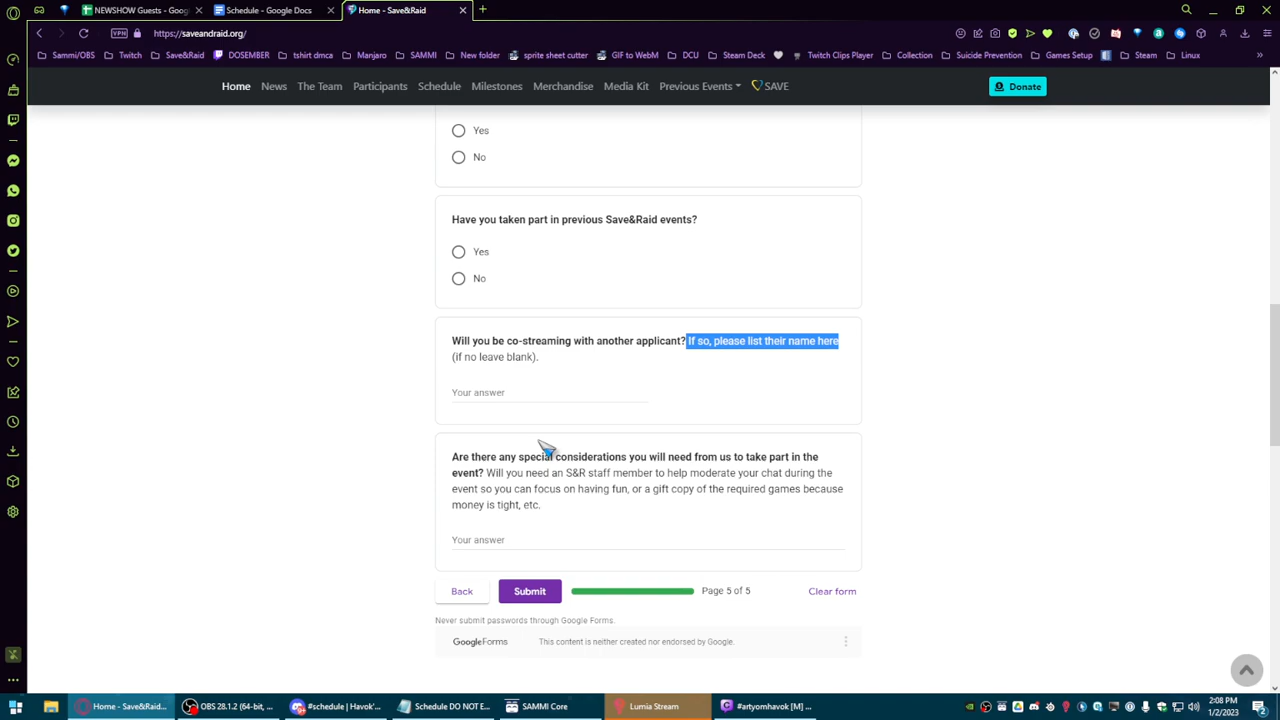 NEWSHOW Guests - Google D
Schedule - Google Docs
Home - Save&Raid
VPN
https://saveandraid.org/
Sammi/OBS
Twitch
Save&Raid
DOSEMBER
tshirt dmca
Manjaro
SAMMI
New folder
sprite sheet cutter
GIF to WebM
DCU
Steam Deck
Twitch Clips Player
Collection
Suicide Prevention
Games Setup
Steam
Linux
Home
News
The Team
Participants
Schedule
Milestones
Merchandise
Media Kit
Previous Events
SAVE
Donate
Yes
No
Have you taken part in previous Save&Raid events?
Yes
No
Will you be co-streaming with another applicant? If so, please list their name here
(if no leave blank).
Your answer
Are there any special considerations you will need from us to take part in the
event? Will you need an S&R staff member to help moderate your chat during the
event so you can focus on having fun, or a gift copy of the required games because
money is tight, etc.
Your answer
Back
Submit
Page 5 of 5
Clear form
Never submit passwords through Google Forms.
Google Forms
This content is neither created nor endorsed by Google.
Home - Save&Raid...
OBS 28.1.2 (64-bit, ...
#schedule | Havok'...
Schedule DO NOT E...
SAMMI Core
Lumia Stream
#artyomhavok [M] ...
2:08 PM
1/2/2023
2